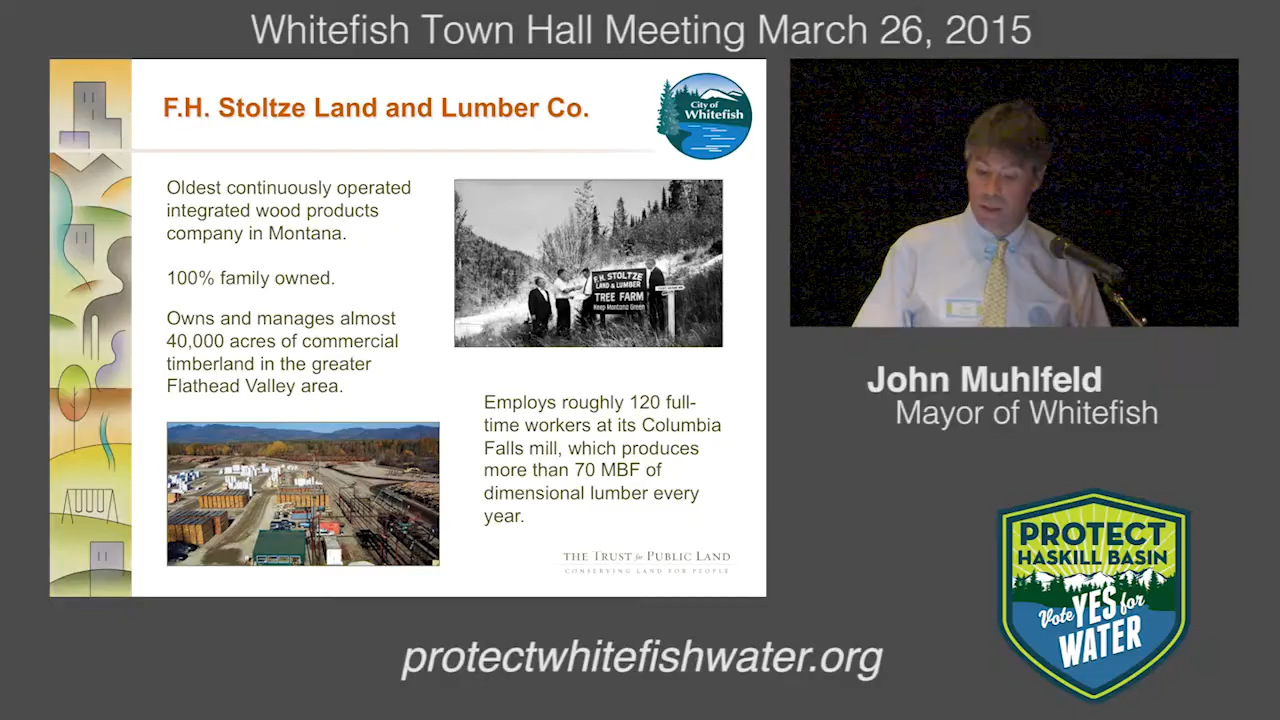 Whitefish Town Hall Meeting March 26, 2015
F.H. Stoltze Land and Lumber Co.
City of
Whitefish
Oldest continuously operated
integrated wood products
company in Montana.
100% family owned.
Owns and manages almost
40,000 acres of commercial
timberland in the greater
Flathead Valley area.
F.H. STOLTZE
LAND & LUMBER
TREE FARM
Keep Montana Green
Employs roughly 120 full-
time workers at its Columbia
Falls mill, which produces
more than 70 MBF of
dimensional lumber every
year.
THE TRUST for PUBLIC LAND
CONSERVING LAND FOR PEOPLE
John Muhlfeld
Mayor of Whitefish
PROTECT
HASKILL BASIN
Vote YES for
WATER
protectwhitefishwater.org